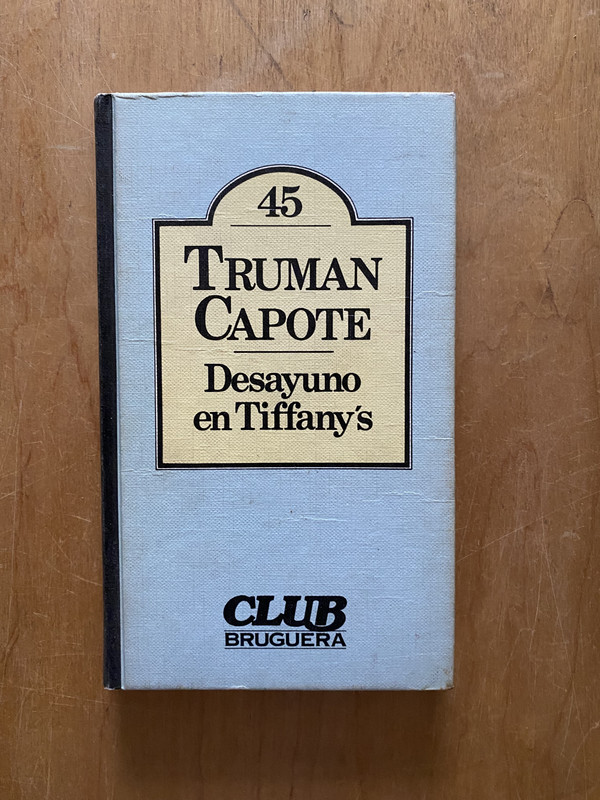 45
TRUMAN
CAPOTE
Desayuno
en Tiffany's
CLUB
BRUGUERA